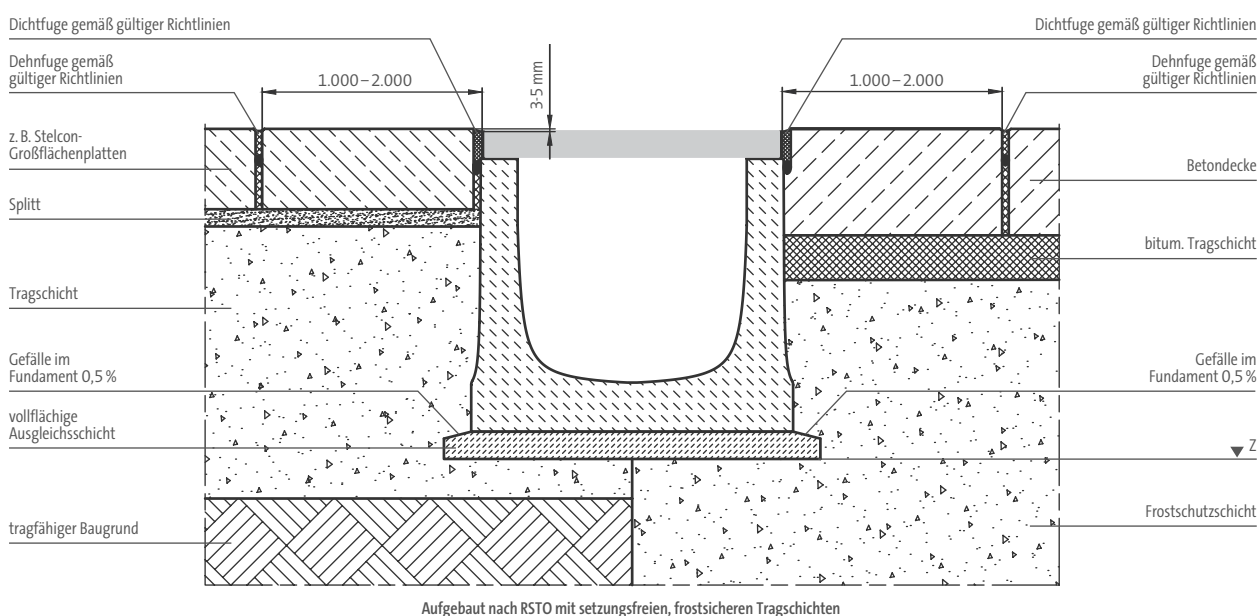 Dichtfuge gemäß gültiger Richtlinien
Dehnfuge gemäß
gültiger Richtlinien
1.000–2.000
z. B. Stelcon-
Großflächenplatten
Splitt
Tragschicht
Gefälle im
Fundament 0,5 %
vollflächige
Ausgleichsschicht
tragfähiger Baugrund
3-5 mm
Dichtfuge gemäß gültiger Richtlinien
Dehnfuge gemäß
gültiger Richtlinien
1.000–2.000
Betondecke
bitum. Tragschicht
Gefälle im
Fundament 0,5 %
Z
Frostschutzschicht
Aufgebaut nach RSTO mit setzungsfreien, frostsicheren Tragschichten